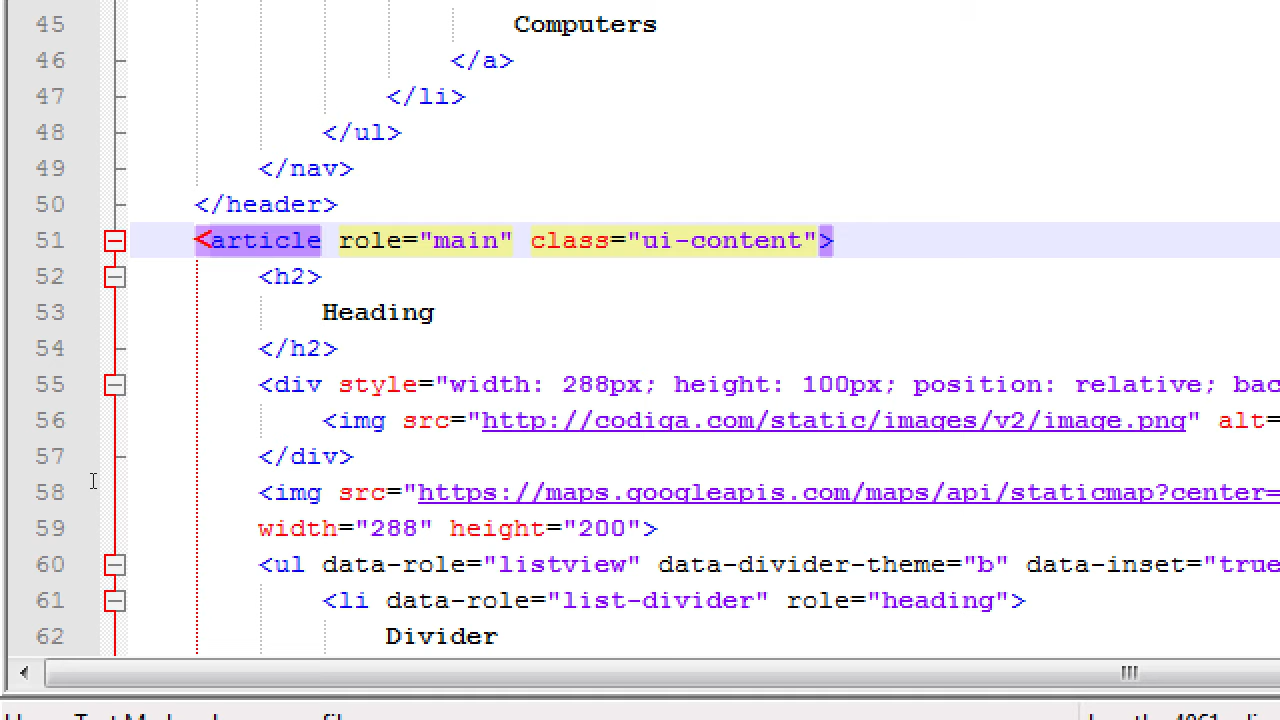 45 Computers
46 </a>
47 </li>
48 </ul>
49 </nav>
50 </header>
51 <article role="main" class="ui-content">
52 <h2>
53 Heading
54 </h2>
55 <div style="width: 288px; height: 100px; position: relative; bac
56 <img src="http://codiqa.com/static/images/v2/image.png" alt=
57 </div>
58 <img src="https://maps.googleapis.com/maps/api/staticmap?center=
59 width="288" height="200">
60 <ul data-role="listview" data-divider-theme="b" data-inset="true
61 <li data-role="list-divider" role="heading">
62 Divider